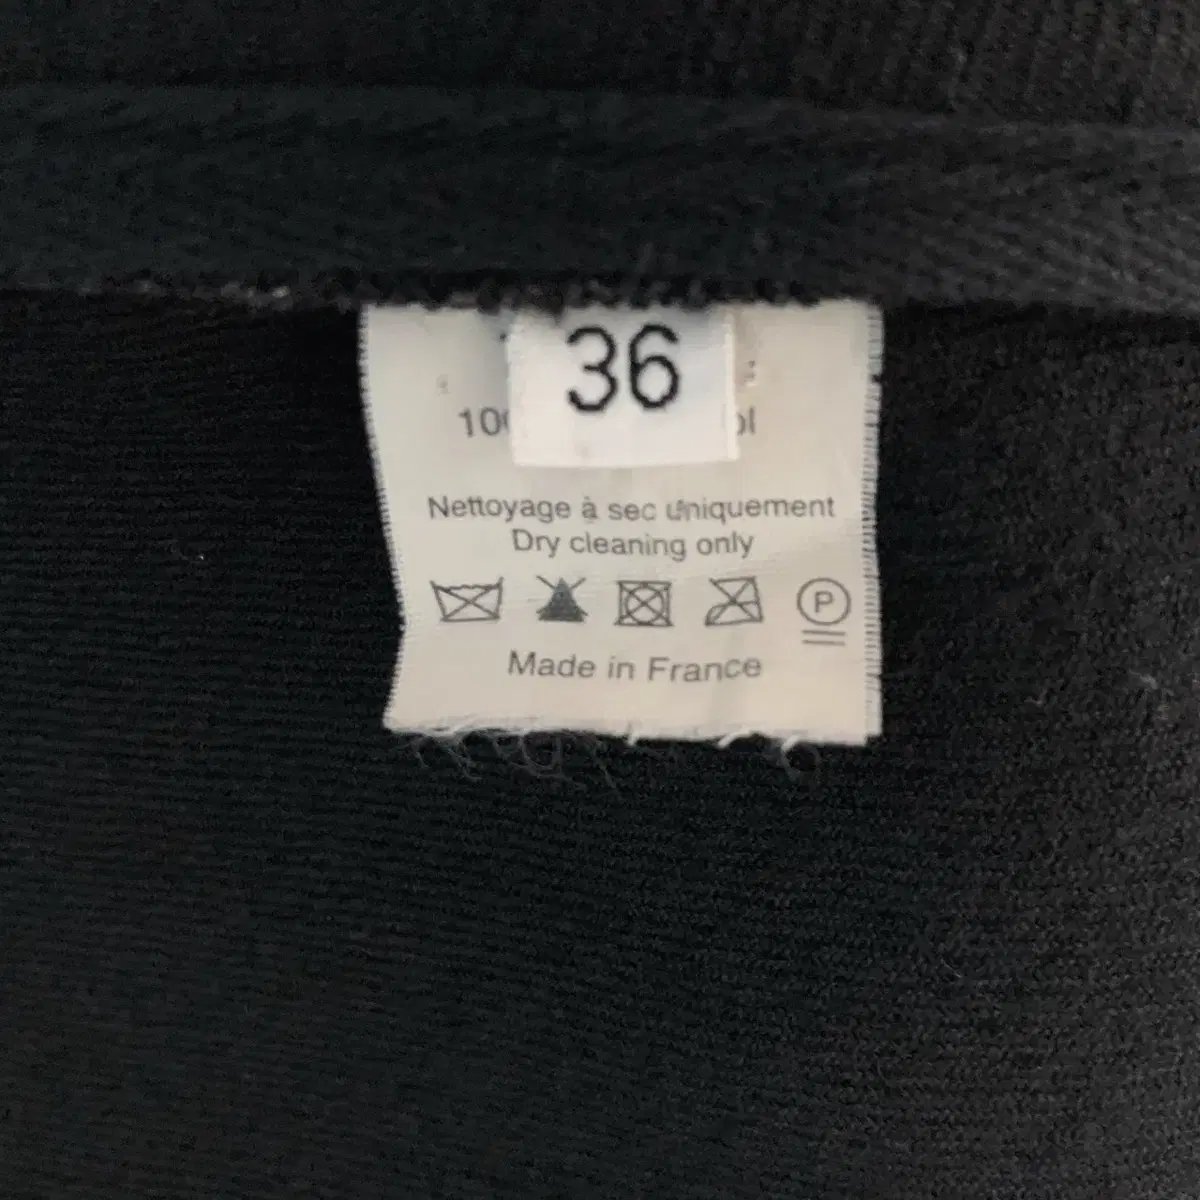 36
Nettoyage à sec uniquement
Dry cleaning only
P
Made in France